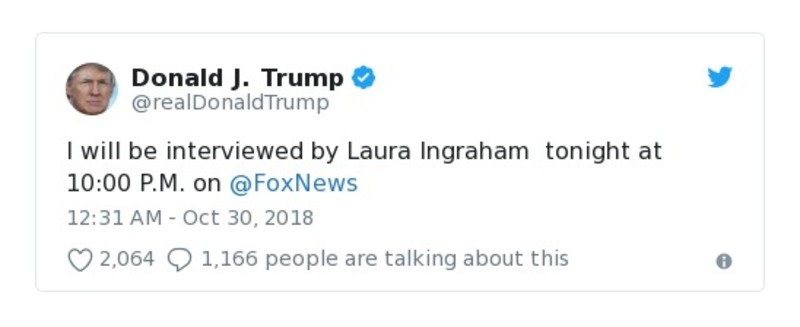 Donald J. Trump
@realDonaldTrump
I will be interviewed by Laura Ingraham  tonight at
10:00 P.M. on @FoxNews
12:31 AM - Oct 30, 2018
2,064 1,166 people are talking about this